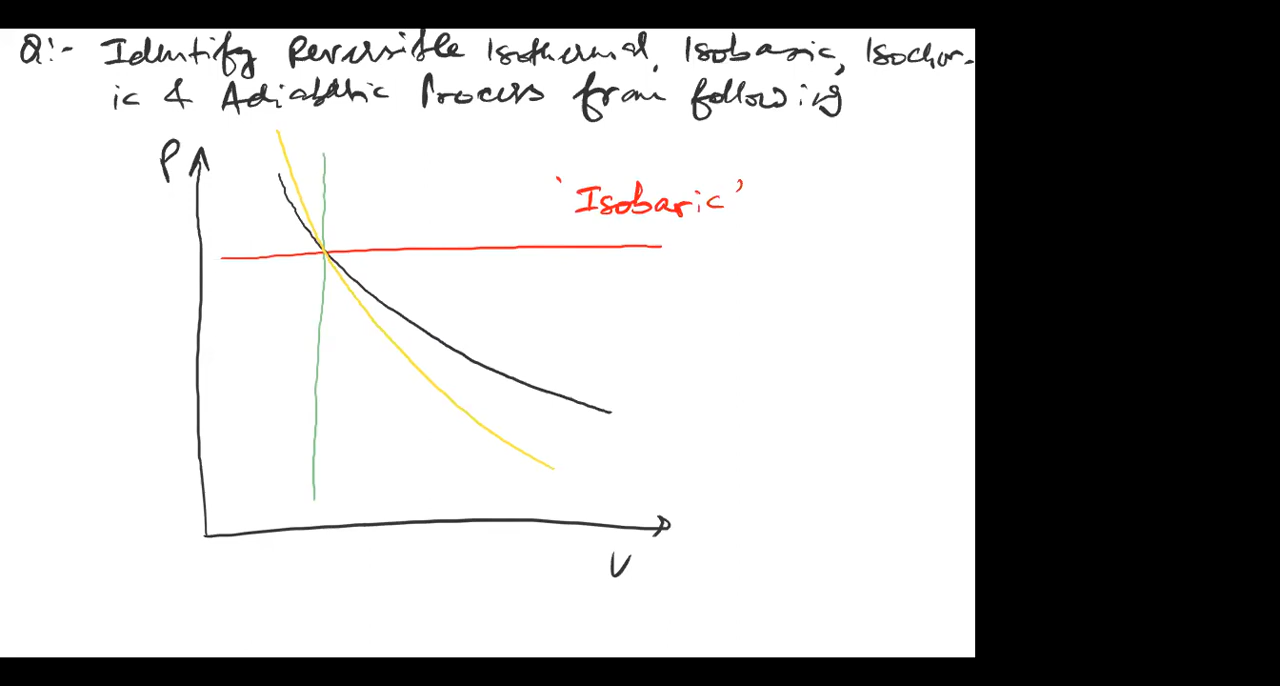 Q:- Identify Reversible Isothermal, Isobaric, Isochor-
ic & Adiabatic Process from following
P
'Isobaric'
V